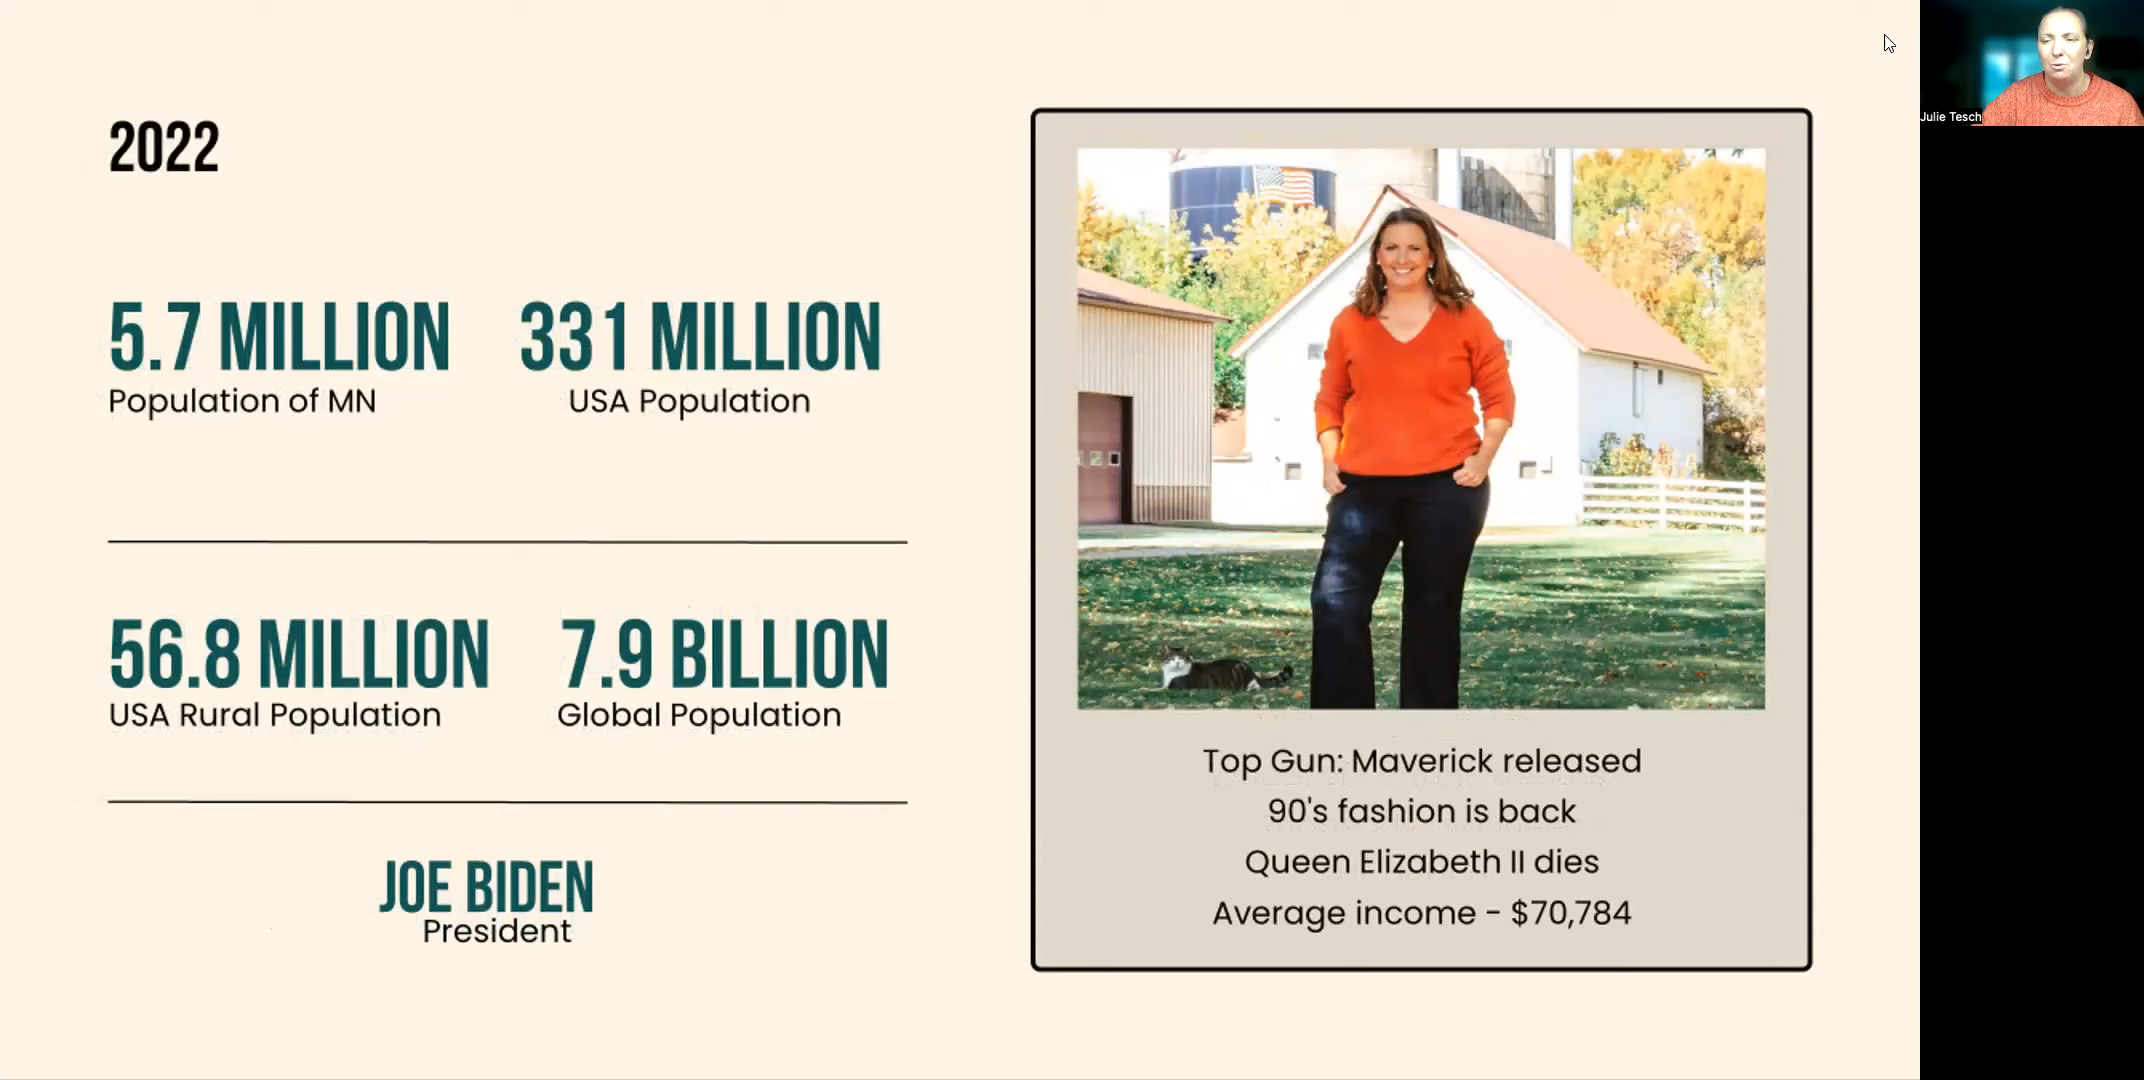 2022
5.7 MILLION
Population of MN
331 MILLION
USA Population
56.8 MILLION
USA Rural Population
7.9 BILLION
Global Population
JOE BIDEN
President
Top Gun: Maverick released
90's fashion is back
Queen Elizabeth II dies
Average income - $70,784
Julie Tesch